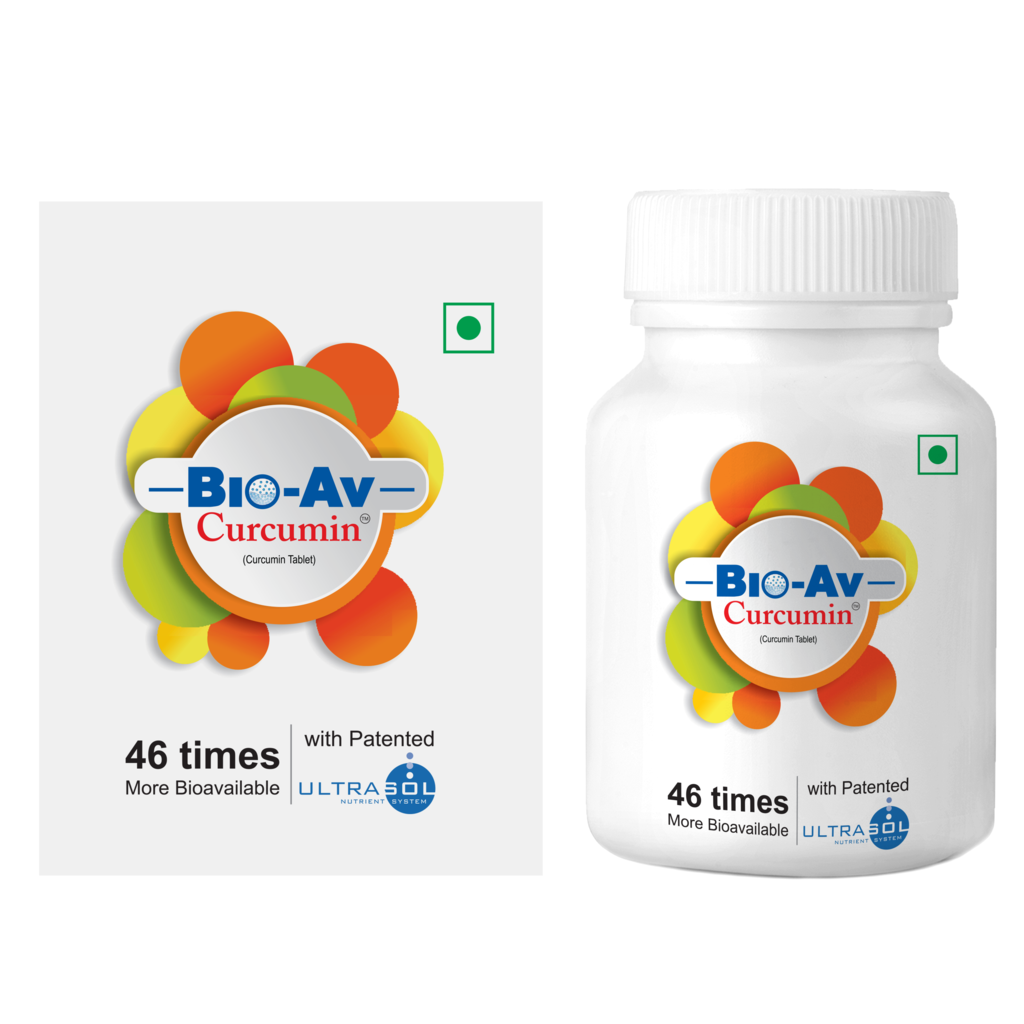 Bio-Av
Curcumin™
(Curcumin Tablet)
46 times
More Bioavailable
with Patented
ULTRASOL
NUTRIENT SYSTEM
Bio-Av
Curcumin™
(Curcumin Tablet)
46 times
More Bioavailable
with Patented
ULTRASOL
NUTRIENT SYSTEM